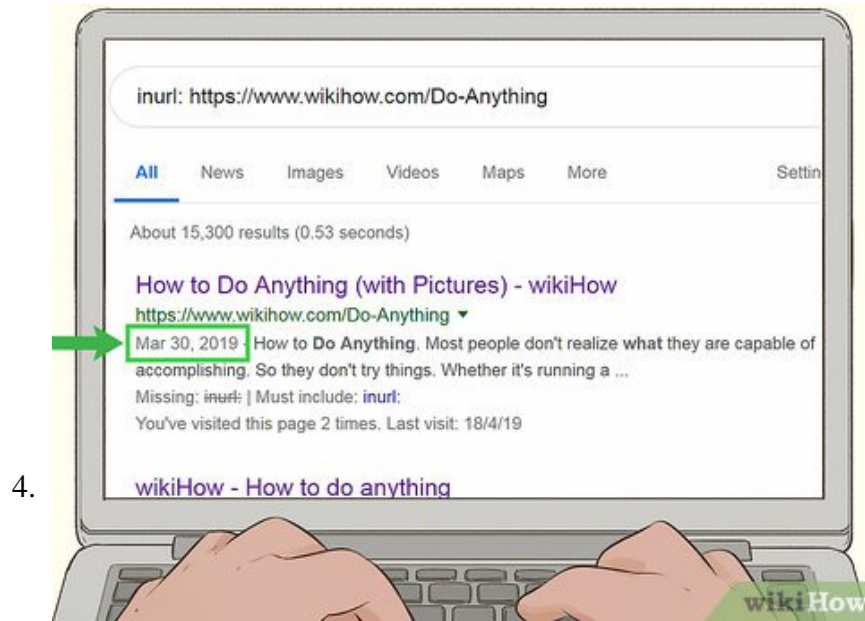 inurl: https://www.wikihow.com/Do-Anything
All News Images Videos Maps More Settin
About 15,300 results (0.53 seconds)
How to Do Anything (with Pictures) - wikiHow
https://www.wikihow.com/Do-Anything ▼
Mar 30, 2019 - How to Do Anything. Most people don't realize what they are capable of
accomplishing. So they don't try things. Whether it's running a ...
Missing: inurl: | Must include: inurl:
You've visited this page 2 times. Last visit: 18/4/19
4.
wikiHow - How to do anything
wikiHow